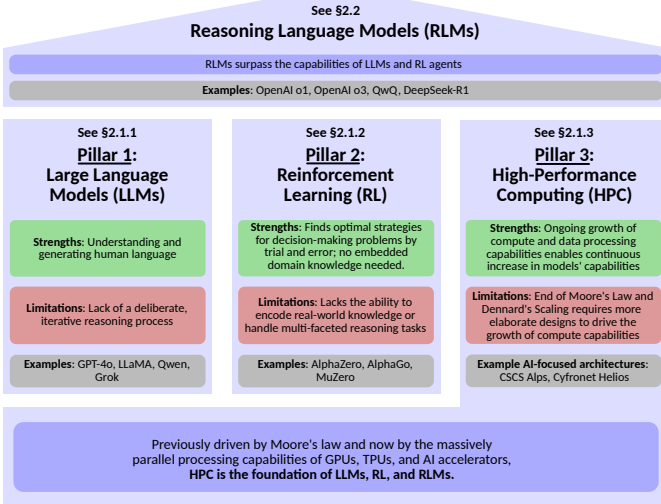 See §2.2
Reasoning Language Models (RLMs)
RLMs surpass the capabilities of LLMs and RL agents
Examples: OpenAI o1, OpenAI o3, QwQ, DeepSeek-R1
See §2.1.1
Pillar 1:
Large Language
Models (LLMs)
Strengths: Understanding and
generating human language
Limitations: Lack of a deliberate,
iterative reasoning process
Examples: GPT-4o, LLaMA, Qwen,
Grok
See §2.1.2
Pillar 2:
Reinforcement
Learning (RL)
Strengths: Finds optimal strategies
for decision-making problems by
trial and error; no embedded
domain knowledge needed.
Limitations: Lacks the ability to
encode real-world knowledge or
handle multi-faceted reasoning tasks
Examples: AlphaZero, AlphaGo,
MuZero
See §2.1.3
Pillar 3:
High-Performance
Computing (HPC)
Strengths: Ongoing growth of
compute and data processing
capabilities enables continuous
increase in models' capabilities
Limitations: End of Moore's Law and
Dennard's Scaling requires more
elaborate designs to drive the
growth of compute capabilities
Example AI-focused architectures:
CSCS Alps, Cyfronet Helios
Previously driven by Moore's law and now by the massively
parallel processing capabilities of GPUs, TPUs, and AI accelerators,
HPC is the foundation of LLMs, RL, and RLMs.